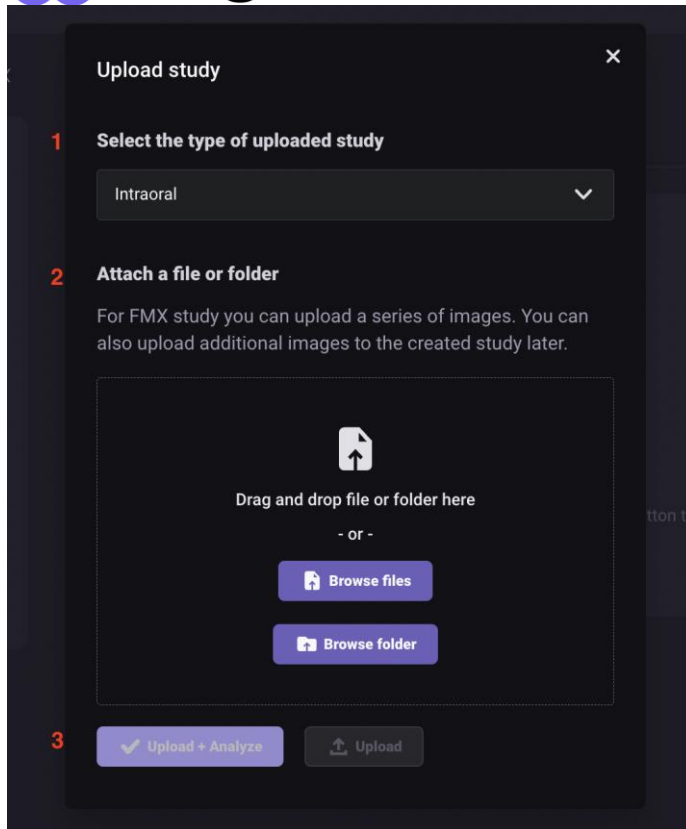 Upload study
1 Select the type of uploaded study
Intraoral
2 Attach a file or folder
For FMX study you can upload a series of images. You can
also upload additional images to the created study later.
Drag and drop file or folder here
- or -
Browse files
Browse folder
3 Upload + Analyze Upload